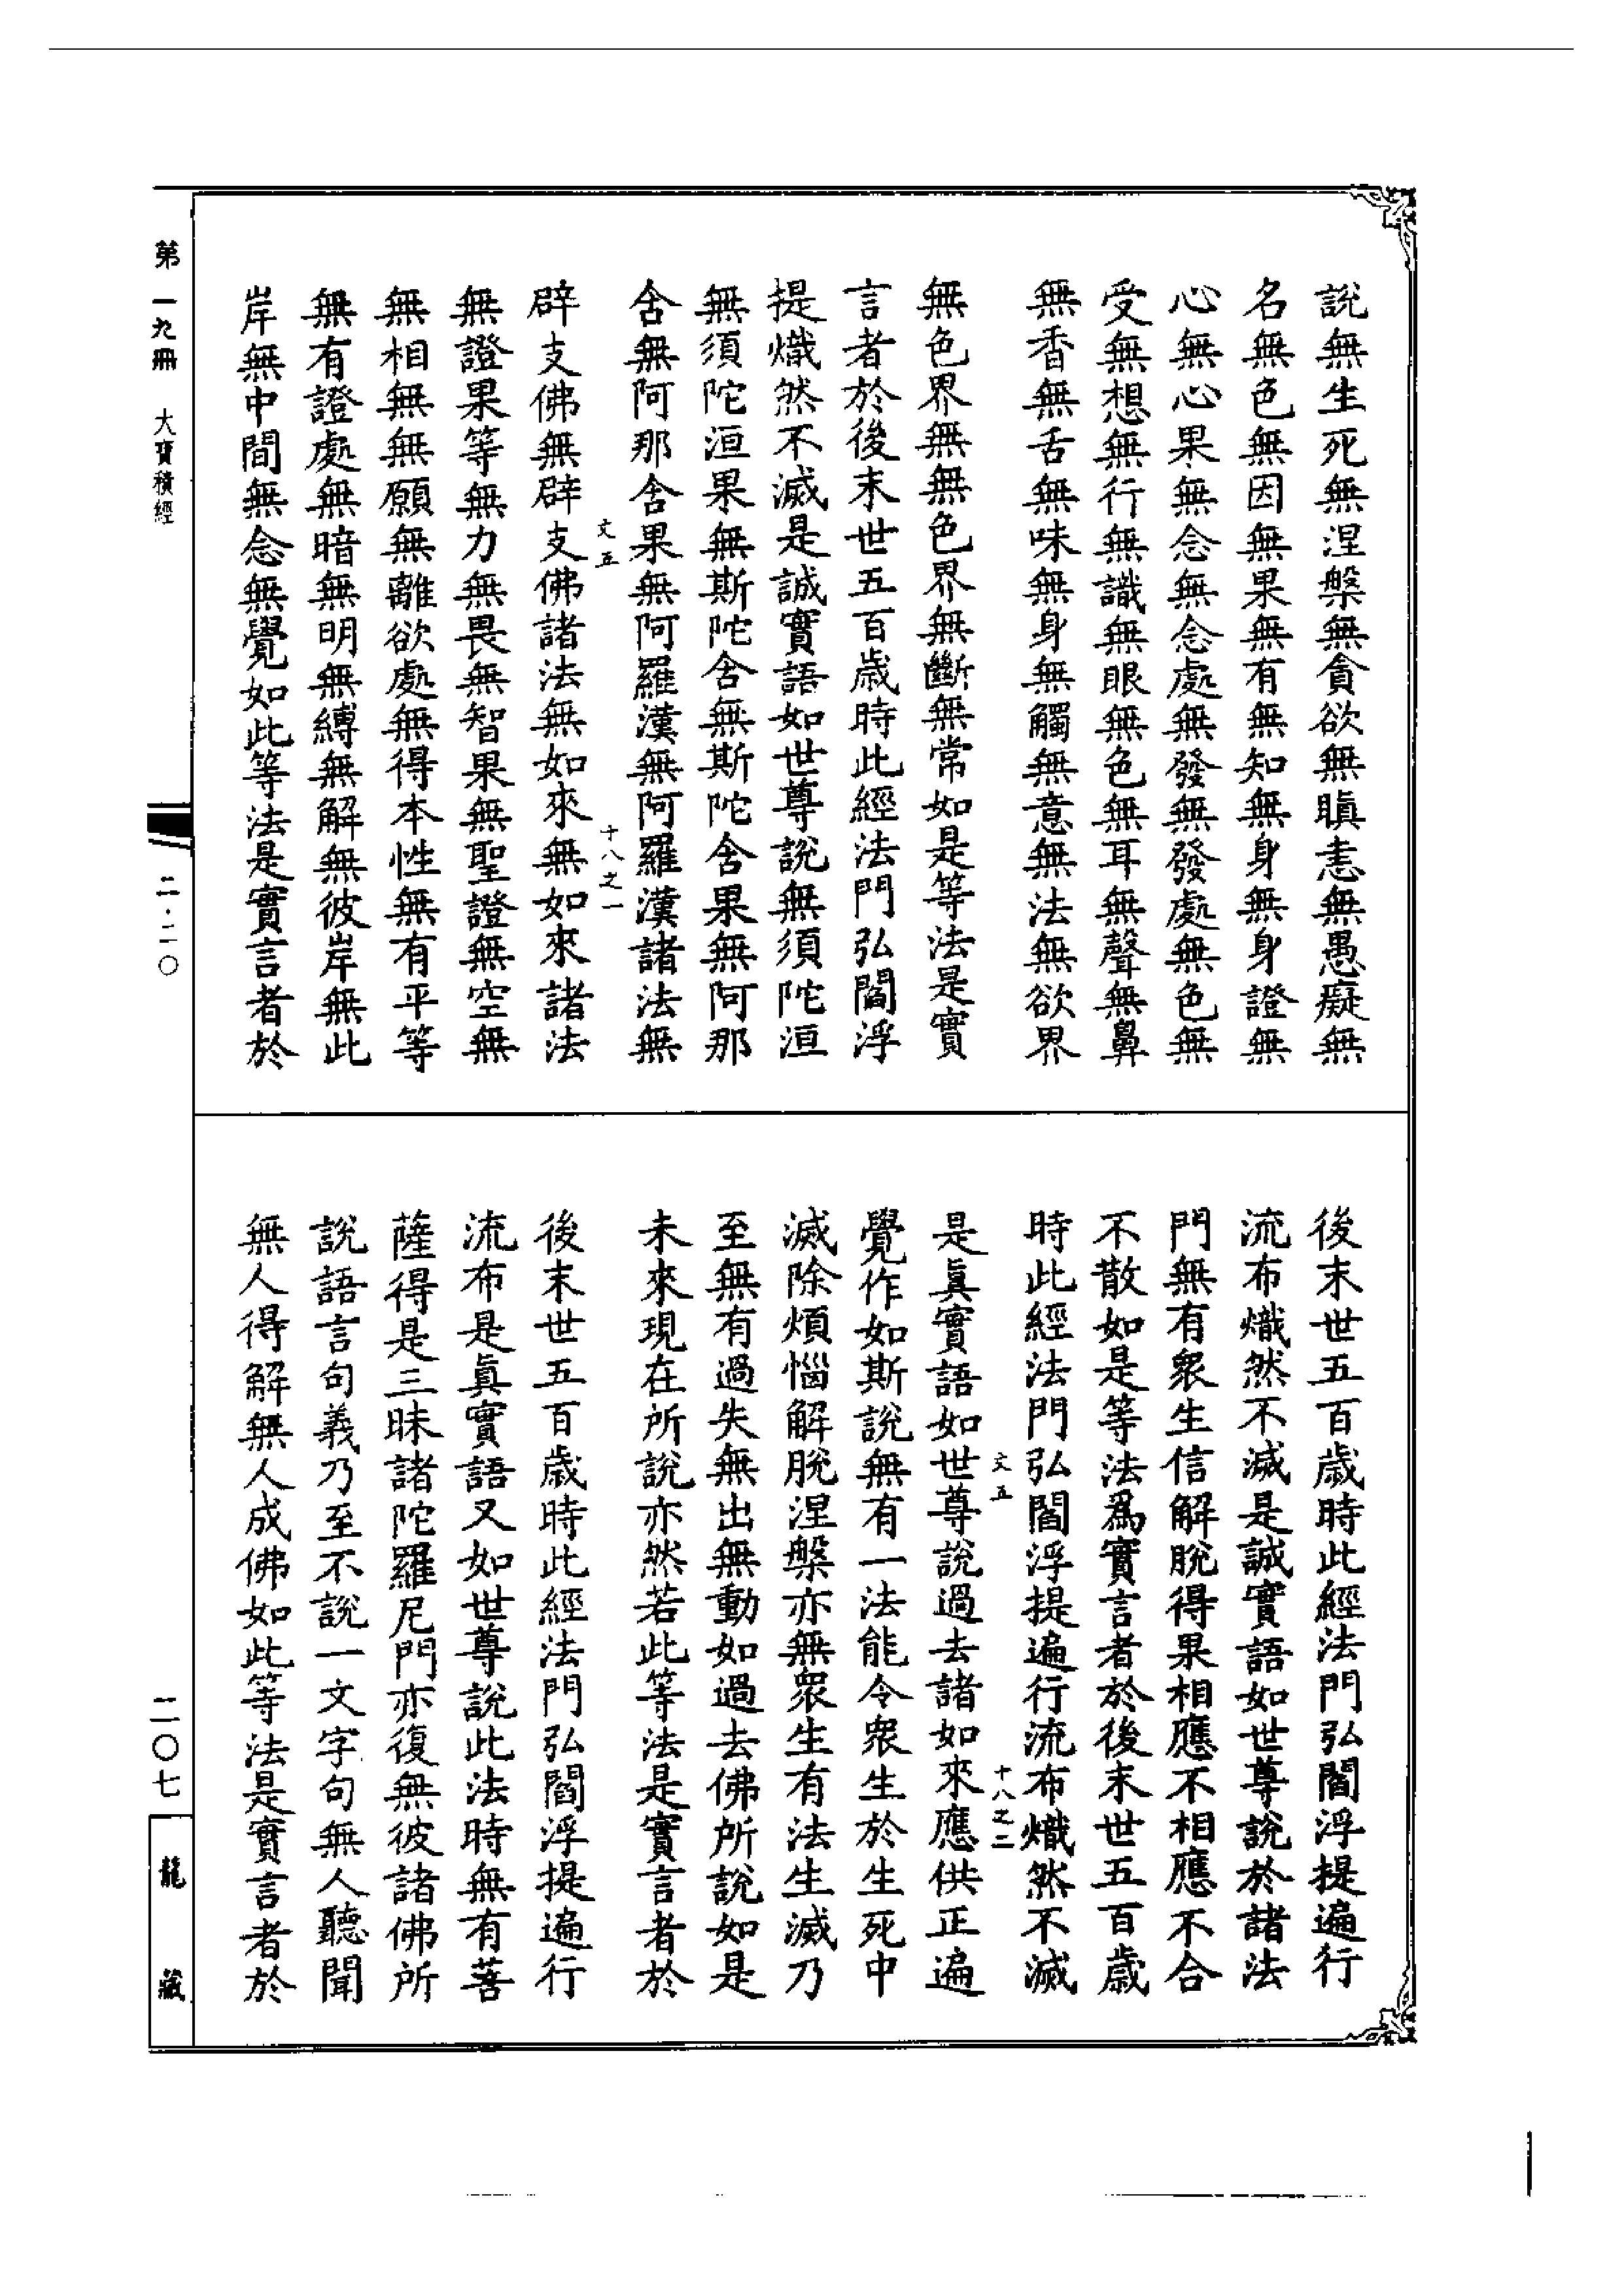 說無生死無涅槃無貪欲無瞋恚無愚癡無
名無色無因無果無有無知無身無身證無
心無心果無念無念處無發無發處無色無
受無想無行無識無眼無色無耳無聲無鼻
無香無舌無味無身無觸無意無法無欲界
無色界無無色界無斷無常如是等法是實
言者於後末世五百歲時此經法門弘閻浮
提熾然不滅是誠實語如世尊說無須陀洹
無須陀洹果無斯陀含無斯陀含果無阿那
含無阿那含果無阿羅漢無阿羅漢諸法無
文五
十八之一
辟支佛無辟支佛諸法無如來無如來諸法
無證果等無力無畏無智果無聖證無空無
無相無無願無離欲處無得本性無有平等
無有證處無暗無明無縛無解無彼岸無此
岸無中間無念無覺如此等法是實言者於
後末世五百歲時此經法門弘閻浮提遍行
流布熾然不滅是誠實語如世尊說於諸法
門無有眾生信解脫得果相應不相應不合
不散如是等法為實言者於後末世五百歲
時此經法門弘閻浮提遍行流布熾然不滅
文五
十八之二
是真實語如世尊說過去諸如來應供正遍
覺作如斯說無有一法能令眾生於生死中
滅除煩惱解脫涅槃亦無眾生有法生滅乃
至無有過失無出無動如過去佛所說如是
未來現在所說亦然若此等法是實言者於
後末世五百歲時此經法門弘閻浮提遍行
流布是真實語又如世尊說此法時無有菩
薩得是三昧諸陀羅尼門亦復無彼諸佛所
說語言句義乃至不說一文字句無人聽聞
無人得解無人成佛如此等法是實言者於
第一九冊 大寶積經
二·二〇
二〇七
龍藏